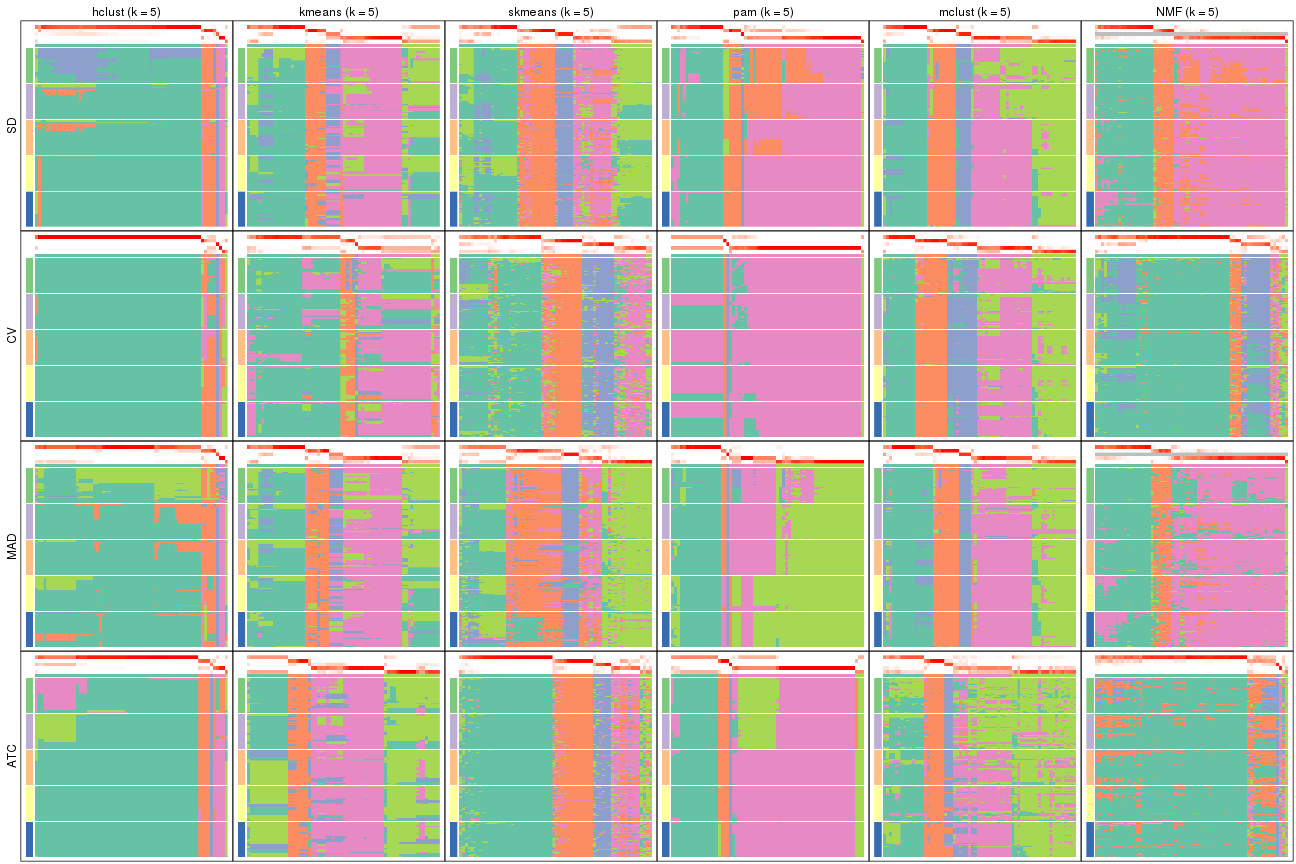 hclust (k = 5) kmeans (k = 5) skmeans (k = 5) pam (k = 5) mclust (k = 5) NMF (k = 5)
SD
CV
MAD
ATC